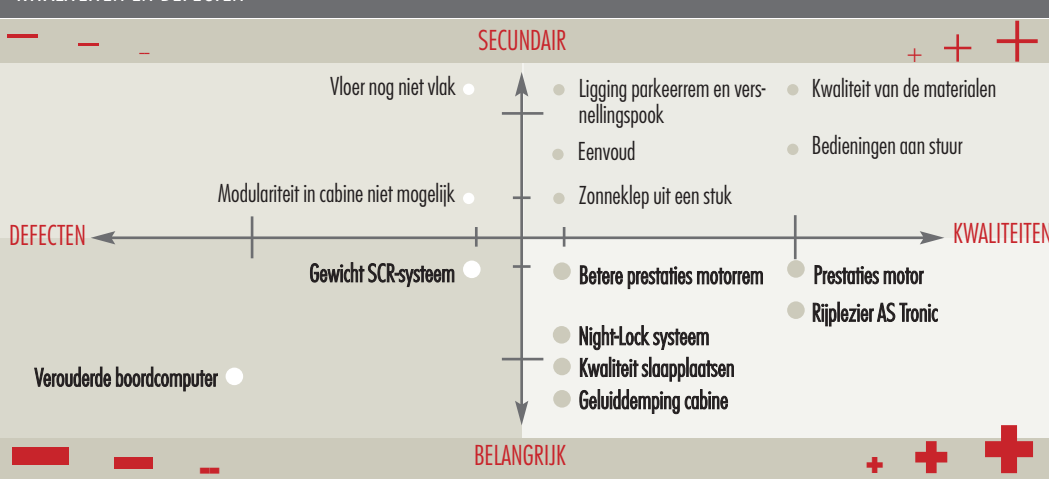 SECUNDAIR
Vloer nog niet vlak
Ligging parkeerrem en vers-
nellingspook
Kwaliteit van de materialen
Eenvoud
Bedieningen aan stuur
Modulariteit in cabine niet mogelijk
Zonneklep uit een stuk
DEFECTEN
KWALITEITEN
Gewicht SCR-systeem
Betere prestaties motorrem
Prestaties motor
Rijplezier AS Tronic
Night-Lock systeem
Verouderde boordcomputer
Kwaliteit slaapplaatsen
Geluiddemping cabine
BELANGRIJK